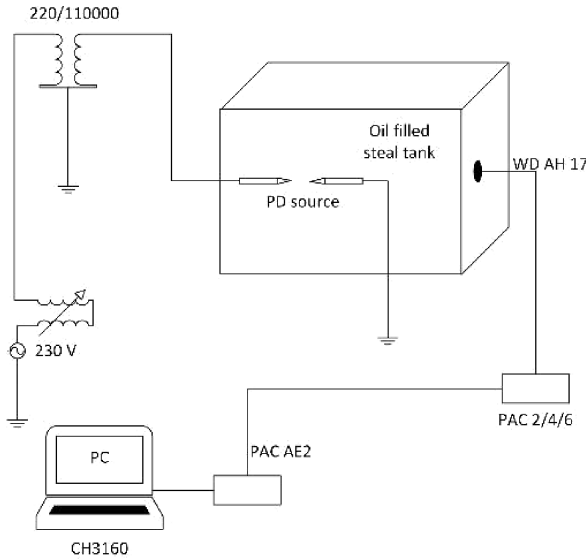 220/110000
Oil filled
steal tank
WD AH 17
PD source
230 V
PAC 2/4/6
PAC AE2
PC
CH3160